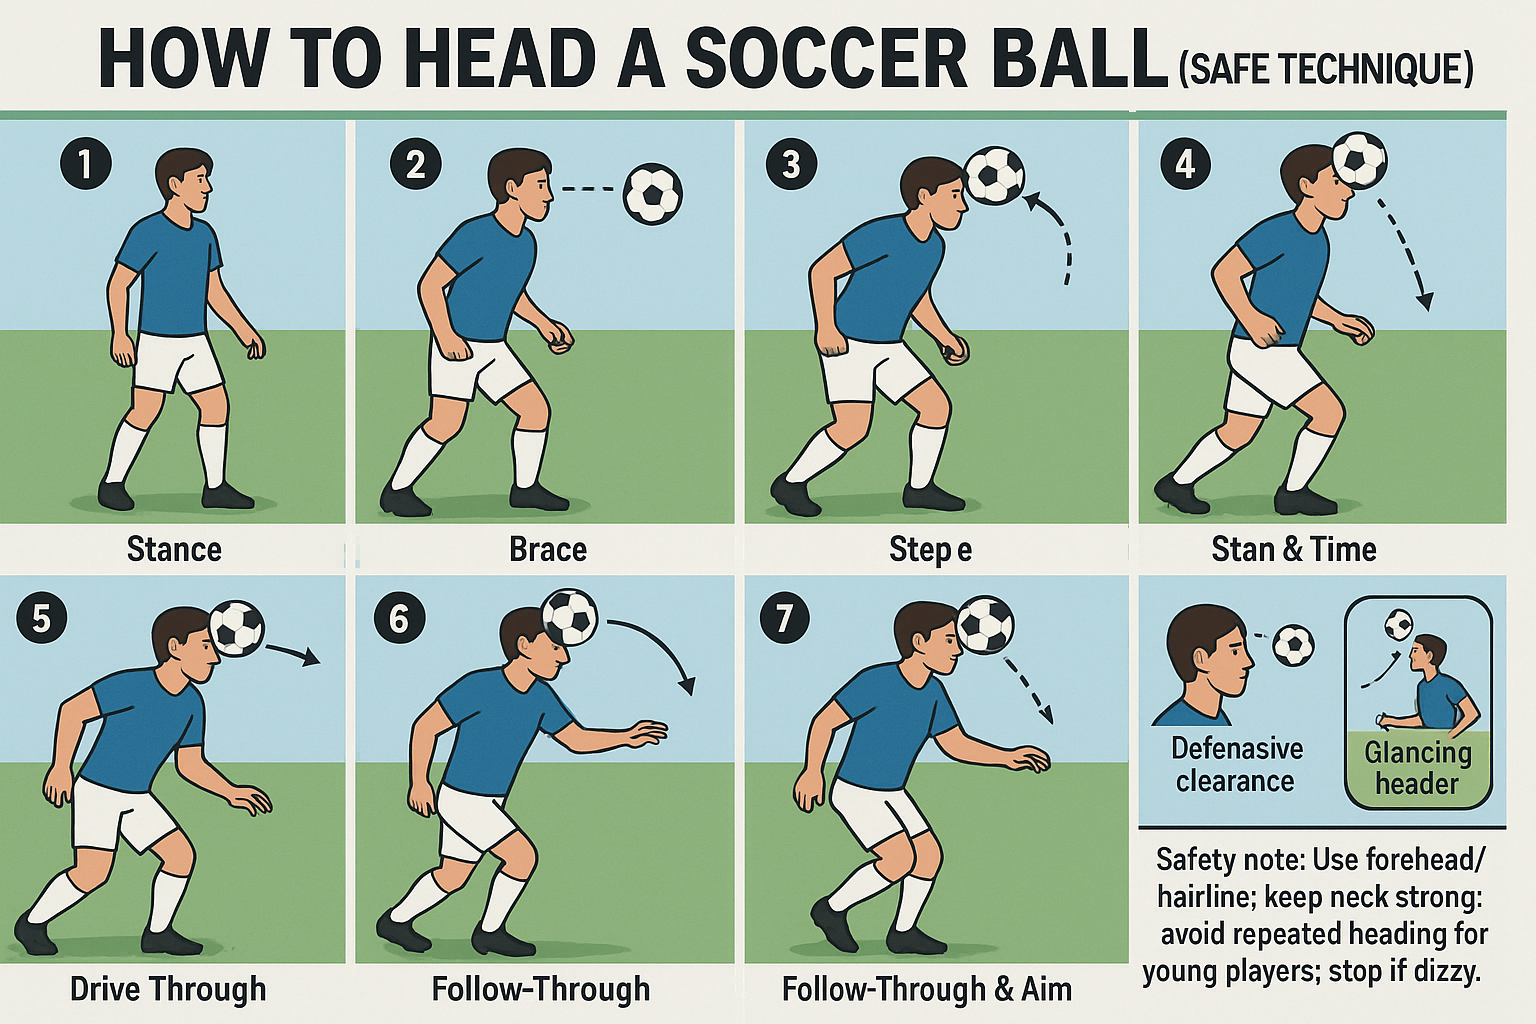 HOW TO HEAD A SOCCER BALL (SAFE TECHNIQUE)
1
2
3
4
Stance
Brace
Step e
Stan & Time
5
6
7
Defenasive
clearance
Glancing
header
Drive Through
Follow-Through
Follow-Through & Aim
Safety note: Use forehead/
hairline; keep neck strong:
avoid repeated heading for
young players; stop if dizzy.